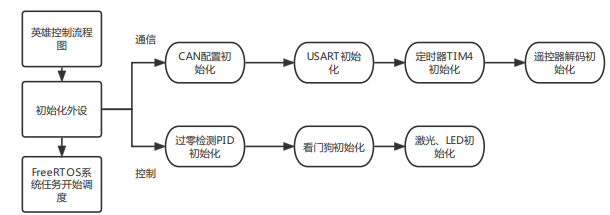 英雄控制流程
图
通信
CAN配置初
始化
USART初始
化
定时器TIM4
初始化
遥控器解码初
始化
初始化外设
过零检测PID
初始化
看门狗初始化
激光、LED初
始化
控制
FreeRTOS系
统任务开始调
度